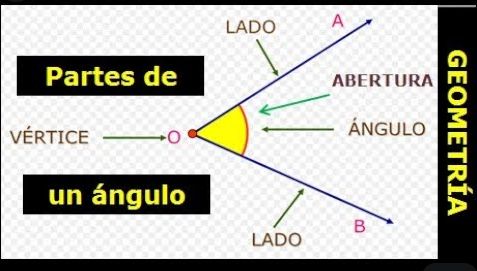 LADO
A
Partes de
ABERTURA
VÉRTICE
O
ÁNGULO
un ángulo
B
LADO
GEOMETRÍA